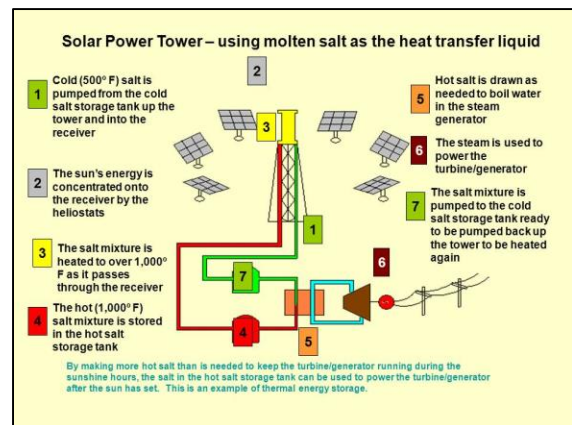 Solar Power Tower – using molten salt as the heat transfer liquid
1
Cold (500º F) salt is
pumped from the cold
salt storage tank up the
tower and into the
receiver
2
The sun's energy is
concentrated onto
the receiver by the
heliostats
3
The salt mixture is
heated to over 1,000º
F as it passes
through the receiver
4
The hot (1,000º F)
salt mixture is stored
in the hot salt
storage tank
2
3
1
7
4
5
6
5
Hot salt is drawn as
needed to boil water
in the steam
generator
6
The steam is used to
power the
turbine/generator
7
The salt mixture is
pumped to the cold
salt storage tank ready
to be pumped back up
the tower to be heated
again
By making more hot salt than is needed to keep the turbine/generator running during the
sunshine hours, the salt in the hot salt storage tank can be used to power the turbine/generator
after the sun has set. This is an example of thermal energy storage.